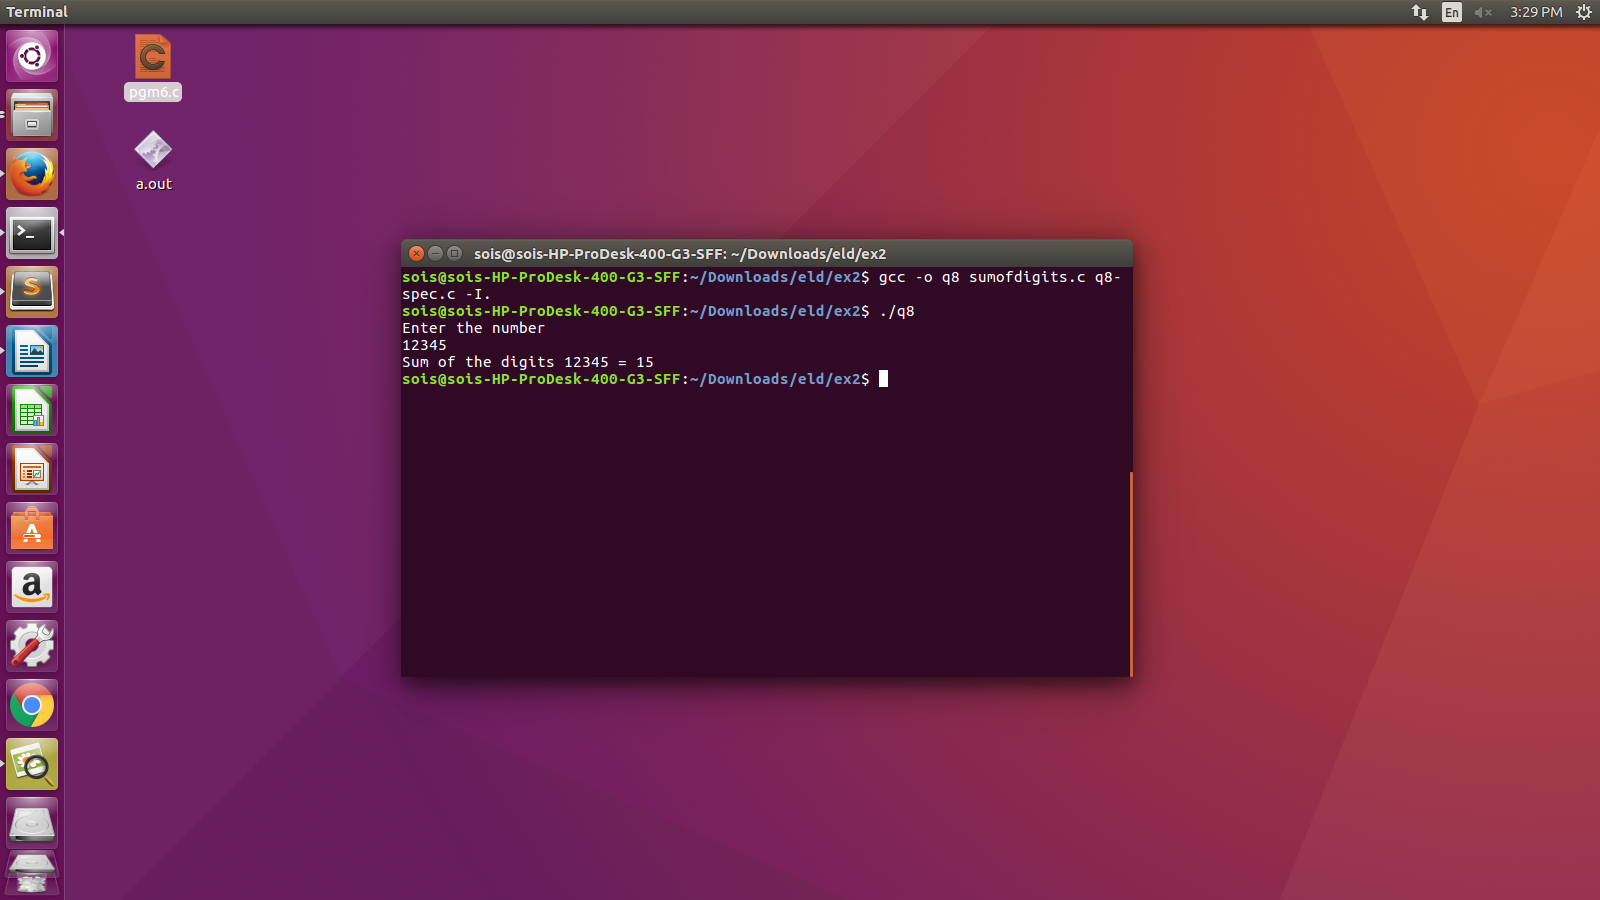 Terminal
En
3:29 PM
pgm6.c
a.out
sois@sois-HP-ProDesk-400-G3-SFF: ~/Downloads/eld/ex2
sois@sois-HP-ProDesk-400-G3-SFF:~/Downloads/eld/ex2$ gcc -o q8 sumofdigits.c q8-
spec.c -I.
sois@sois-HP-ProDesk-400-G3-SFF:~/Downloads/eld/ex2$ ./q8
Enter the number
12345
Sum of the digits 12345 = 15
sois@sois-HP-ProDesk-400-G3-SFF:~/Downloads/eld/ex2$